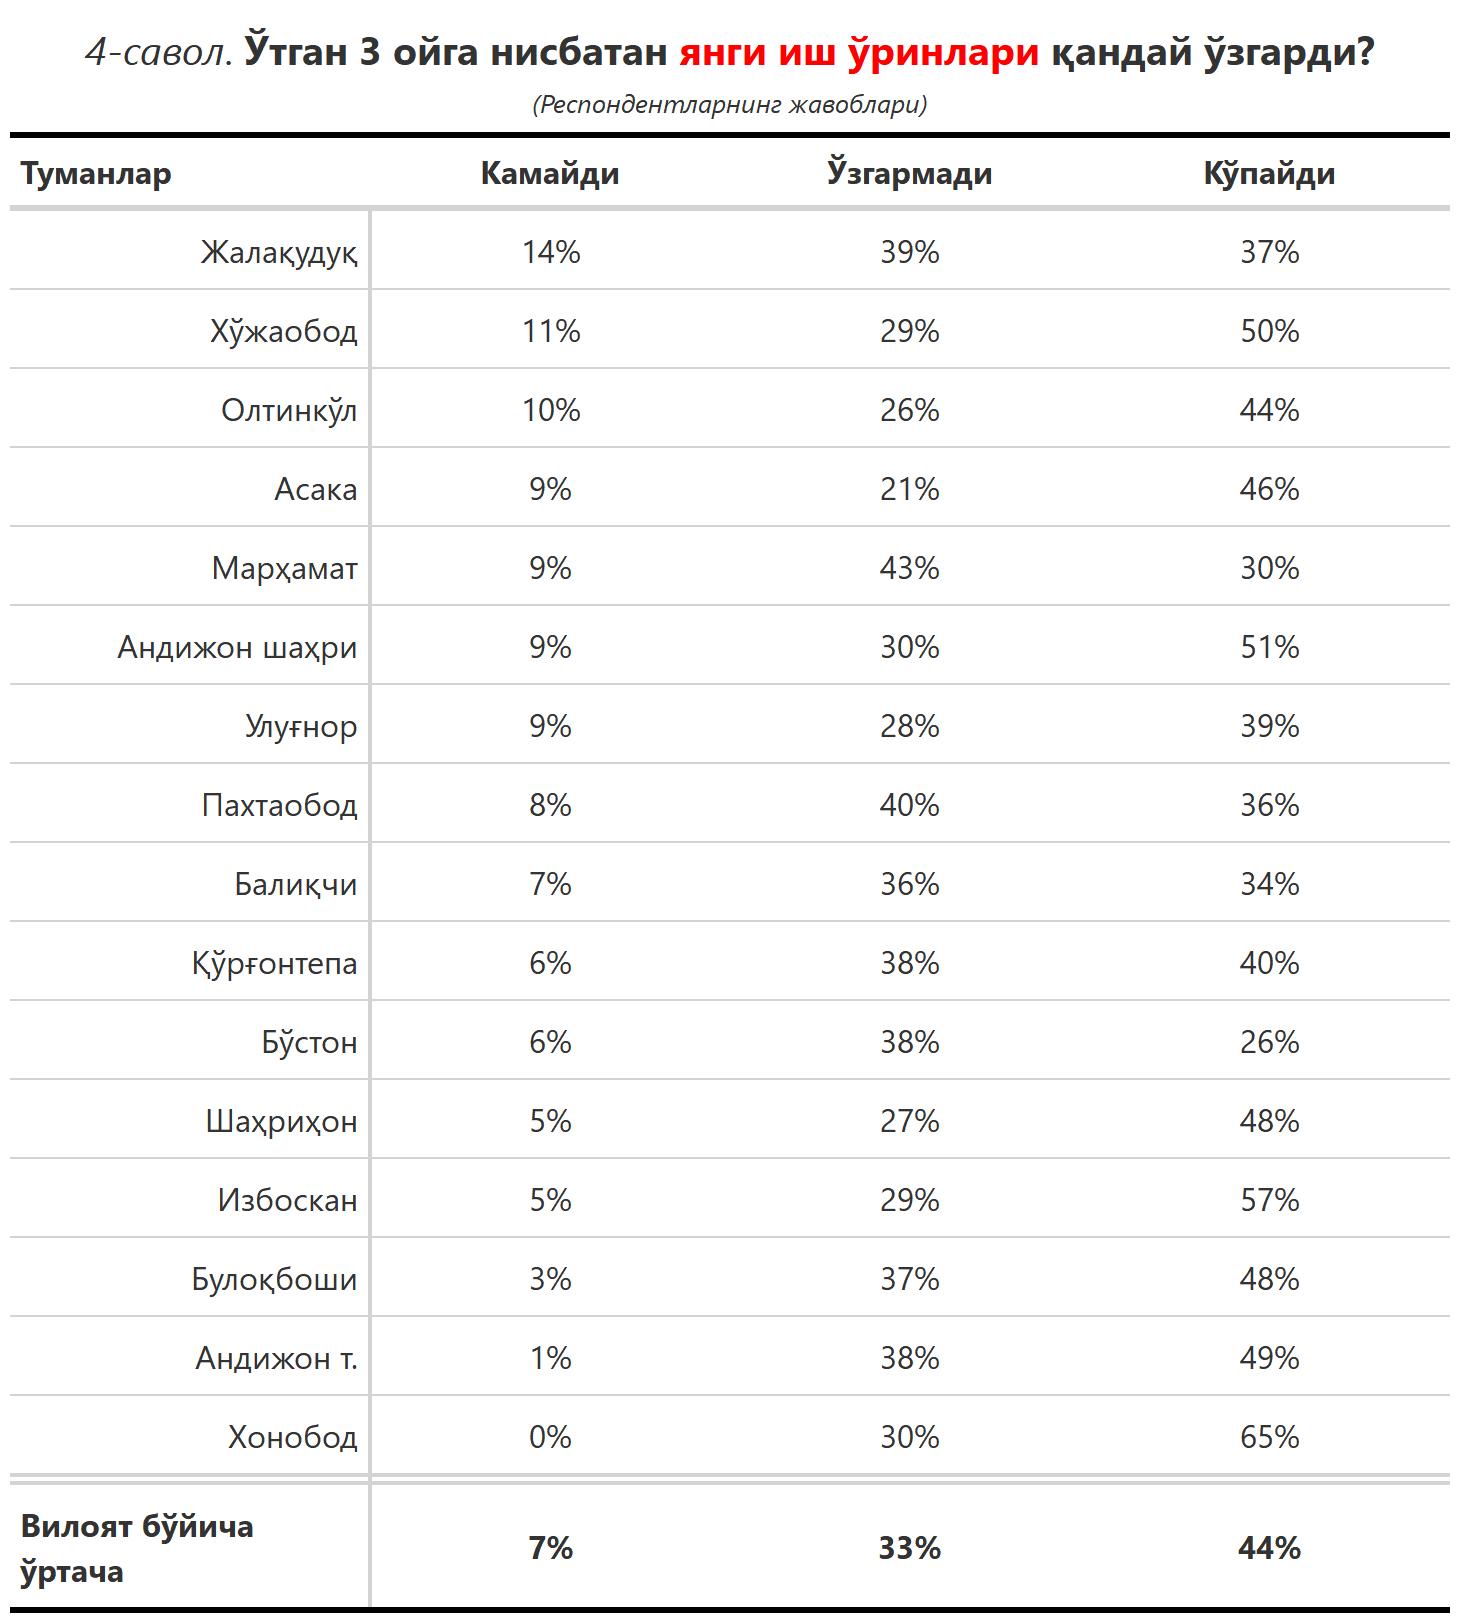 4-савол. Ўтган 3 ойга нисбатан янги иш ўринлари қандай ўзгарди?
(Респондентларнинг жавоблари)
Туманлар Камайди Ўзгармади Кўпайди
Жалақудуқ 14% 39% 37%
Хўжаобод 11% 29% 50%
Олтинкўл 10% 26% 44%
Асака 9% 21% 46%
Марҳамат 9% 43% 30%
Андижон шаҳри 9% 30% 51%
Улуғнор 9% 28% 39%
Пахтаобод 8% 40% 36%
Балиқчи 7% 36% 34%
Қўрғонтепа 6% 38% 40%
Бўстон 6% 38% 26%
Шаҳриҳон 5% 27% 48%
Избоскан 5% 29% 57%
Булоқбоши 3% 37% 48%
Андижон т. 1% 38% 49%
Хонобод 0% 30% 65%
Вилоят бўйича
ўртача 7% 33% 44%